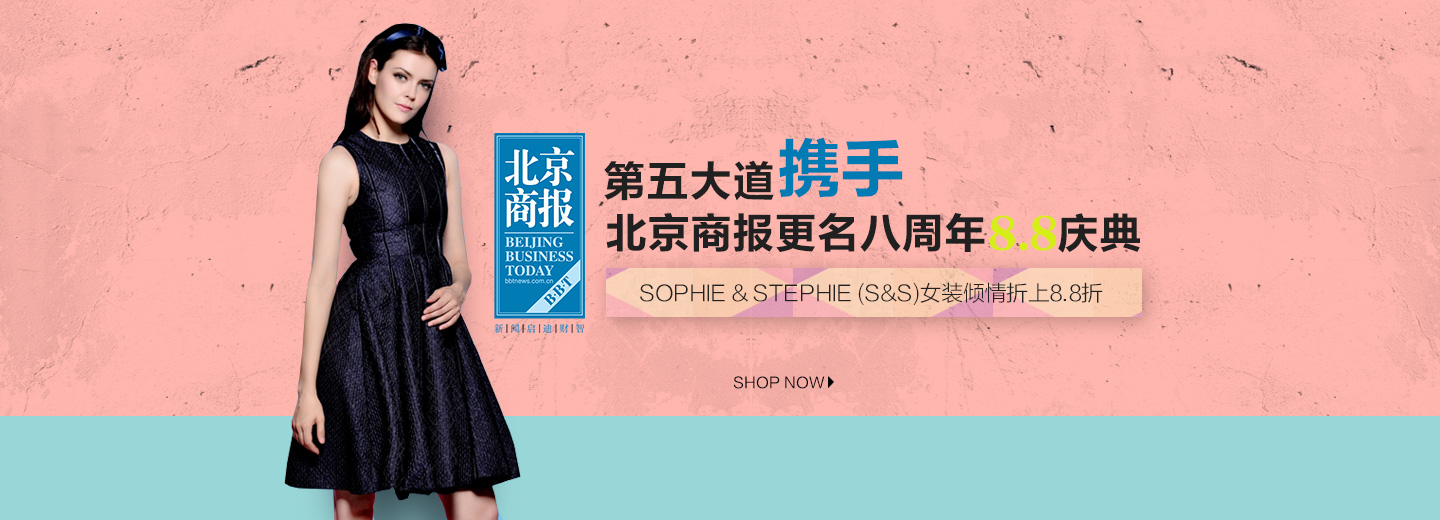 北京
商报
BEIJING
BUSINESS
TODAY
bbtnews.com.cn
BBT
新|闻|启|迪|财|智
第五大道携手
北京商报更名八周年8.8庆典
SOPHIE & STEPHIE (S&S)女装倾情折上8.8折
SHOP NOW